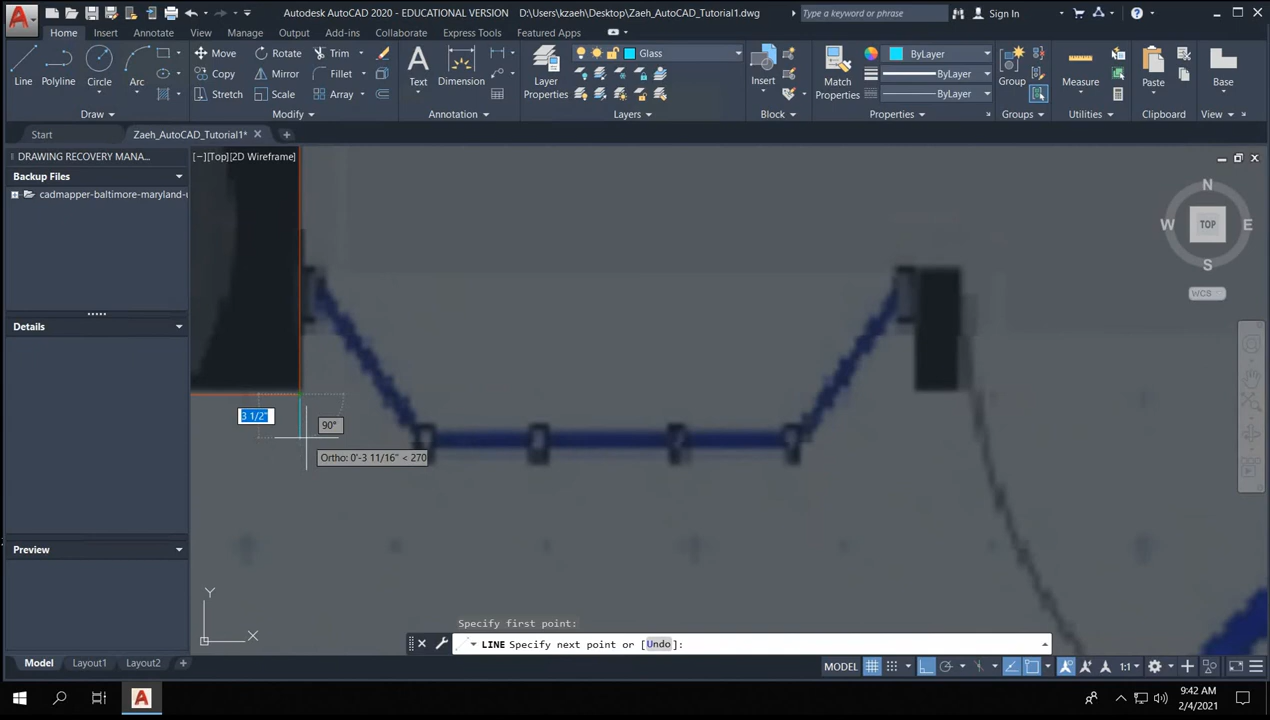 Autodesk AutoCAD 2020 - EDUCATIONAL VERSION D:\Users\kzaeh\Desktop\Zaeh_AutoCAD_Tutorial1.dwg
Type a keyword or phrase
Sign In
Home Insert Annotate View Manage Output Add-ins Collaborate Express Tools Featured Apps
Move Rotate Trim Glass ByLayer
Line Polyline Circle Arc Copy Mirror Fillet Text Dimension Layer Properties Insert Match Properties ByLayer Group Measure Paste Base
Stretch Scale Array ByLayer
Draw Modify Annotation Layers Block Properties Groups Utilities Clipboard View
Start Zaeh_AutoCAD_Tutorial1*
DRAWING RECOVERY MANA...
[−][Top][2D Wireframe]
Backup Files
cadmapper-baltimore-maryland-u
N
W TOP E
S
WCS
Details
3 1/2"
90°
Ortho: 0'-3 11/16" < 270
Preview
Y
X
Specify first point:
LINE Specify next point or [Undo]:
Model Layout1 Layout2
MODEL 1:1
9:42 AM
2/4/2021